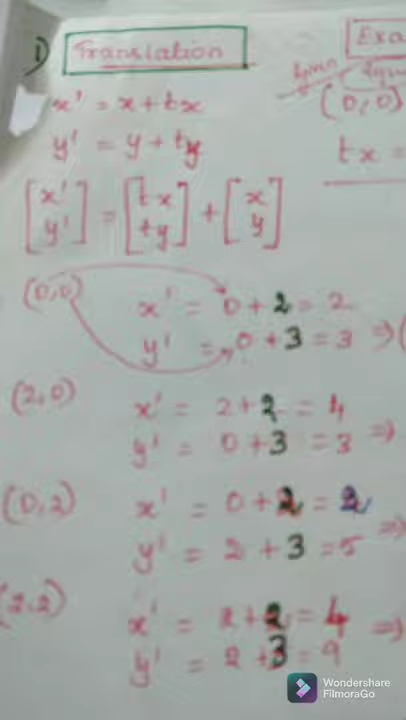 1) Translation
Exa
given
(0,0)
x' = x + tx
y' = y + ty
tx =
[x' y'] = [tx ty] + [x y]
(0,0) x' = 0 + 2 = 2
y' = 0 + 3 = 3 ⇒ (
(2,0) x' = 2 + 2 = 4
y' = 0 + 3 = 3 ⇒
(0,2) x' = 0 + 2 = 2
y' = 2 + 3 = 5 ⇒
(2,2) x' = 2 + 2 = 4 ⇒
y' = 2 + 3 = 9
Wondershare
FilmoraGo